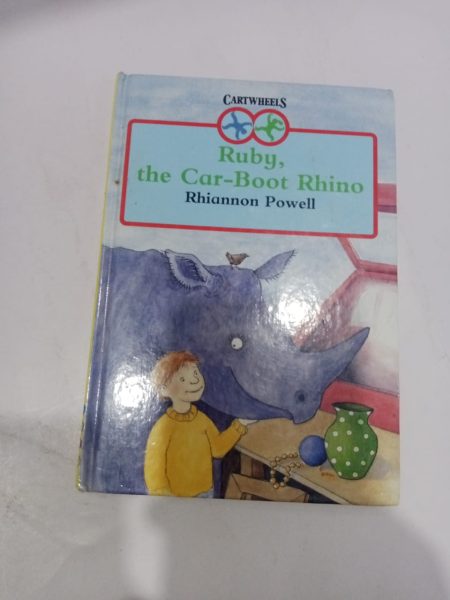 CARTWHEELS
Ruby,
the Car-Boot Rhino
Rhiannon Powell